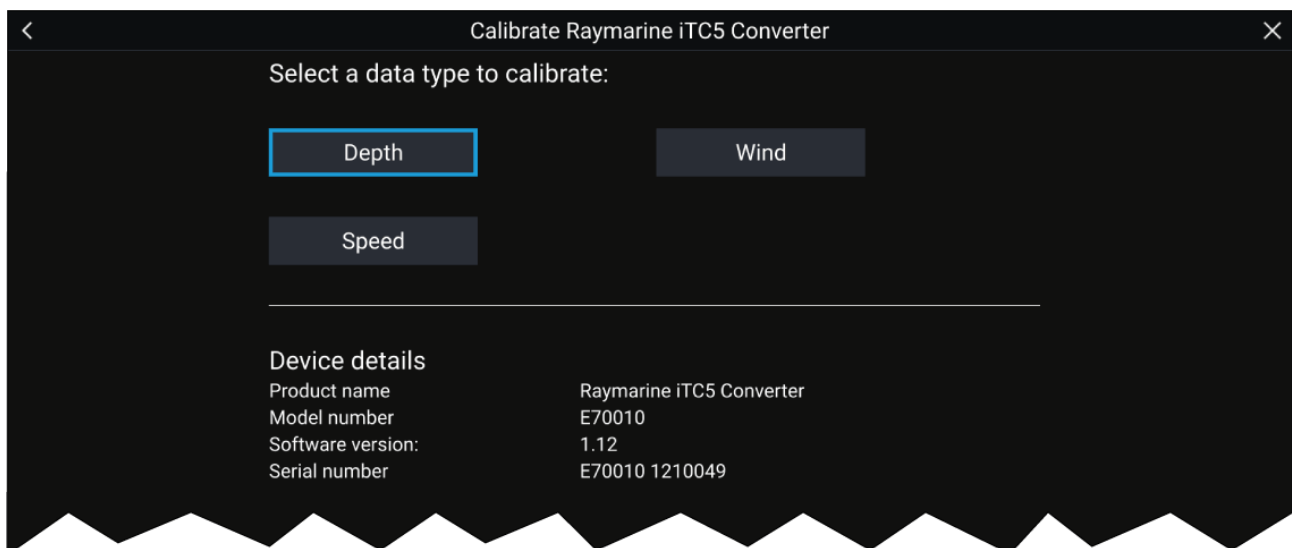 Calibrate Raymarine iTC5 Converter
Select a data type to calibrate:
Depth Wind
Speed
Device details
Product name Raymarine iTC5 Converter
Model number E70010
Software version: 1.12
Serial number E70010 1210049